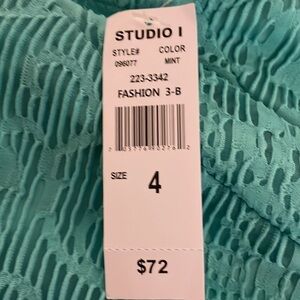 STUDIO I
STYLE# COLOR
096077 MINT
223-3342
FASHION 3-B
SIZE 4
$72